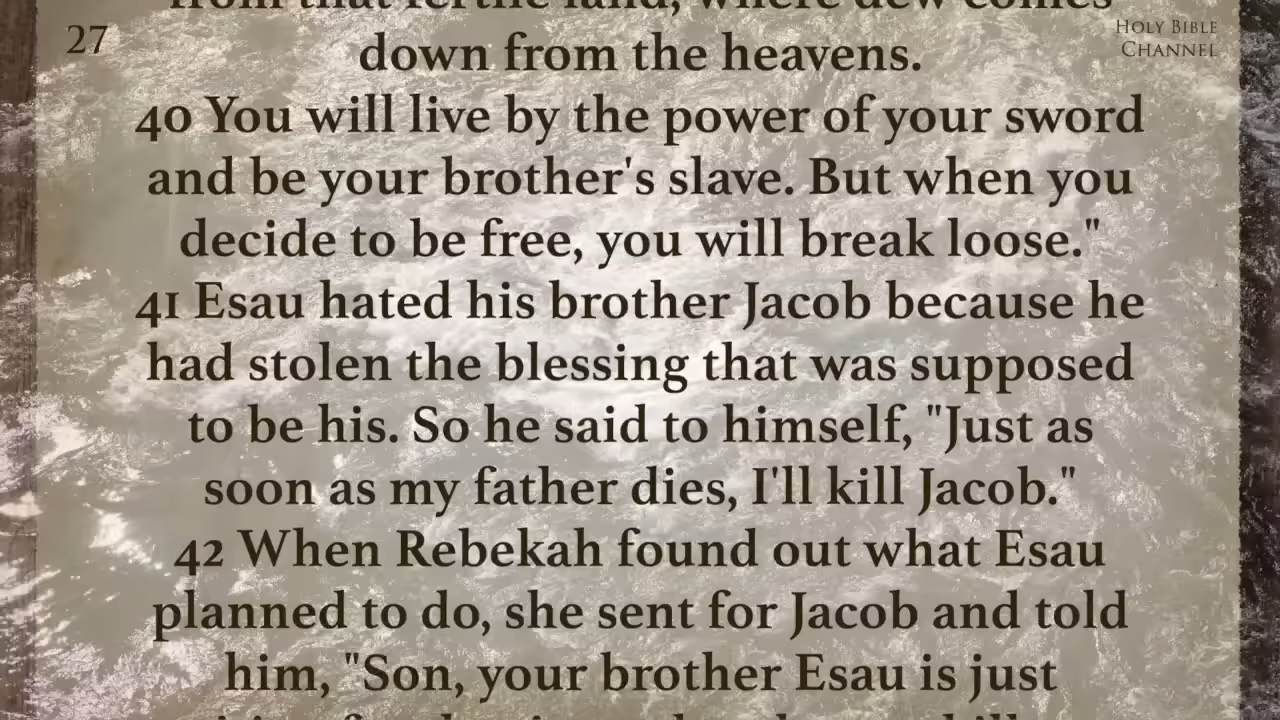 from that fertile land, where dew comes
27
HOLY BIBLE
CHANNEL
down from the heavens.
40 You will live by the power of your sword
and be your brother's slave. But when you
decide to be free, you will break loose."
41 Esau hated his brother Jacob because he
had stolen the blessing that was supposed
to be his. So he said to himself, "Just as
soon as my father dies, I'll kill Jacob."
42 When Rebekah found out what Esau
planned to do, she sent for Jacob and told
him, "Son, your brother Esau is just